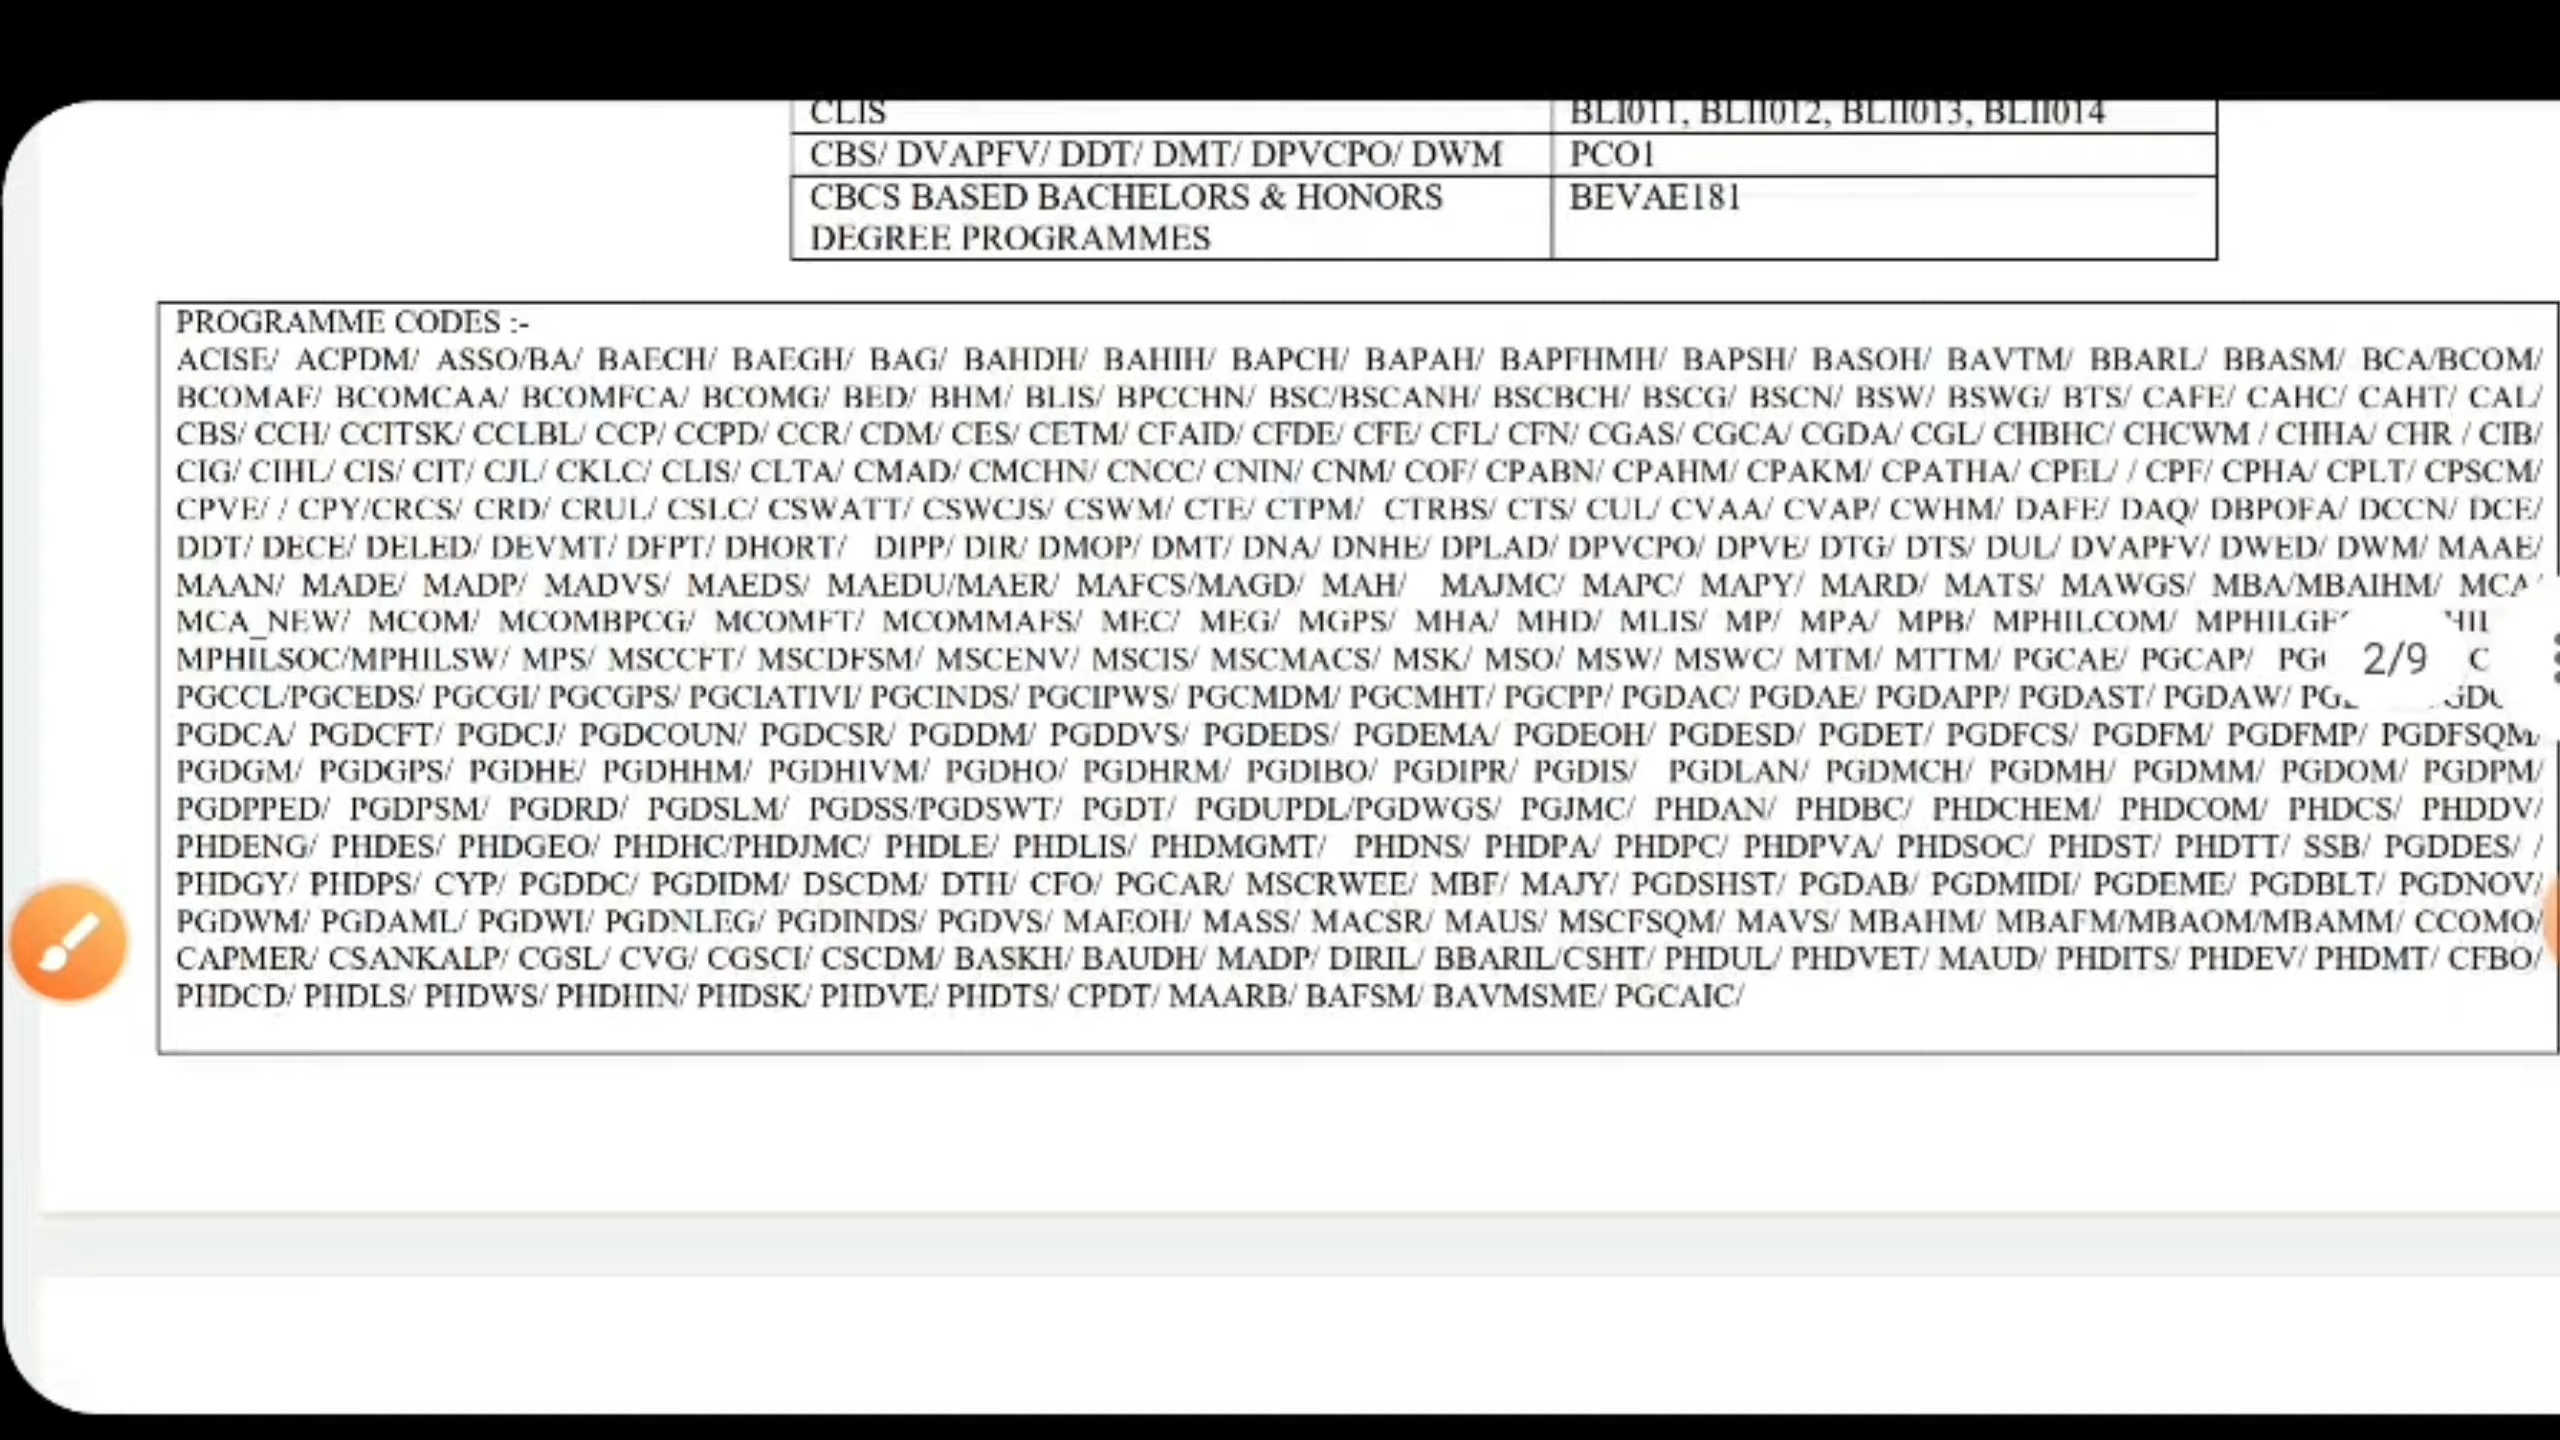 CLIS BLI011, BLII012, BLII013, BLII014
CBS/ DVAPFV/ DDT/ DMT/ DPVCPO/ DWM PCO1
CBCS BASED BACHELORS & HONORS BEVAE181
DEGREE PROGRAMMES
PROGRAMME CODES :-
ACISE/ ACPDM/ ASSO/BA/ BAECH/ BAEGH/ BAG/ BAHDH/ BAHIH/ BAPCH/ BAPAH/ BAPFHMH/ BAPSH/ BASOH/ BAVTM/ BBARL/ BBASM/ BCA/BCOM/
BCOMAF/ BCOMCAA/ BCOMFCA/ BCOMG/ BED/ BHM/ BLIS/ BPCCHN/ BSC/BSCANH/ BSCBCH/ BSCG/ BSCN/ BSW/ BSWG/ BTS/ CAFE/ CAHC/ CAHT/ CAL/
CBS/ CCH/ CCITSK/ CCLBL/ CCP/ CCPD/ CCR/ CDM/ CES/ CETM/ CFAID/ CFDE/ CFE/ CFL/ CFN/ CGAS/ CGCA/ CGDA/ CGL/ CHBHC/ CHCWM / CHHA/ CHR / CIB/
CIG/ CIHL/ CIS/ CIT/ CJL/ CKLC/ CLIS/ CLTA/ CMAD/ CMCHN/ CNCC/ CNIN/ CNM/ COF/ CPABN/ CPAHM/ CPAKM/ CPATHA/ CPEL/ / CPF/ CPHA/ CPLT/ CPSCM/
CPVE/ / CPY/CRCS/ CRD/ CRUL/ CSLC/ CSWATT/ CSWCJS/ CSWM/ CTE/ CTPM/ CTRBS/ CTS/ CUL/ CVAA/ CVAP/ CWHM/ DAFE/ DAQ/ DBPOFA/ DCCN/ DCE/
DDT/ DECE/ DELED/ DEVMT/ DFPT/ DHORT/ DIPP/ DIR/ DMOP/ DMT/ DNA/ DNHE/ DPLAD/ DPVCPO/ DPVE/ DTG/ DTS/ DUL/ DVAPFV/ DWED/ DWM/ MAAE/
MAAN/ MADE/ MADP/ MADVS/ MAEDS/ MAEDU/MAER/ MAFCS/MAGD/ MAH/ MAJMC/ MAPC/ MAPY/ MARD/ MATS/ MAWGS/ MBA/MBAIHM/ MCA
MCA_NEW/ MCOM/ MCOMBPCG/ MCOMFT/ MCOMMAFS/ MEC/ MEG/ MGPS/ MHA/ MHD/ MLIS/ MP/ MPA/ MPB/ MPHILCOM/
MPHILSOC/MPHILSW/ MPS/ MSCCFT/ MSCDFSM/ MSCENV/ MSCIS/ MSCMACS/ MSK/ MSO/ MSW/ MSWC/ MTM/ MTTM/ PGCAE/ PGCAP/ 2/9
PGCCL/PGCEDS/ PGCGI/ PGCGPS/ PGCIATIVI/ PGCINDS/ PGCIPWS/ PGCMDM/ PGCMHT/ PGCPP/ PGDAC/ PGDAE/ PGDAPP/ PGDAST/ PGDAW/
PGDCA/ PGDCFT/ PGDCJ/ PGDCOUN/ PGDCSR/ PGDDM/ PGDDVS/ PGDEDS/ PGDEMA/ PGDEOH/ PGDESD/ PGDET/ PGDFCS/ PGDFM/ PGDFMP/ PGDFSQM/
PGDGM/ PGDGPS/ PGDHE/ PGDHHM/ PGDHIVM/ PGDHO/ PGDHRM/ PGDIBO/ PGDIPR/ PGDIS/ PGDLAN/ PGDMCH/ PGDMH/ PGDMM/ PGDOM/ PGDPM/
PGDPPED/ PGDPSM/ PGDRD/ PGDSLM/ PGDSS/PGDSWT/ PGDT/ PGDUPDL/PGDWGS/ PGJMC/ PHDAN/ PHDBC/ PHDCHEM/ PHDCOM/ PHDCS/ PHDDV/
PHDENG/ PHDES/ PHDGEO/ PHDHC/PHDJMC/ PHDLE/ PHDLIS/ PHDMGMT/ PHDNS/ PHDPA/ PHDPC/ PHDPVA/ PHDSOC/ PHDST/ PHDTT/ SSB/ PGDDES/ /
PHDGY/ PHDPS/ CYP/ PGDDC/ PGDIDM/ DSCDM/ DTH/ CFO/ PGCAR/ MSCRWEE/ MBF/ MAJY/ PGDSHST/ PGDAB/ PGDMIDI/ PGDEME/ PGDBLT/ PGDNOV/
PGDWM/ PGDAML/ PGDWI/ PGDNLEG/ PGDINDS/ PGDVS/ MAEOH/ MASS/ MACSR/ MAUS/ MSCFSQM/ MAVS/ MBAHM/ MBAFM/MBAOM/MBAMM/ CCOMO/
CAPMER/ CSANKALP/ CGSL/ CVG/ CGSCI/ CSCDM/ BASKH/ BAUDH/ MADP/ DIRIL/ BBARIL/CSHT/ PHDUL/ PHDVET/ MAUD/ PHDITS/ PHDEV/ PHDMT/ CFBO/
PHDCD/ PHDLS/ PHDWS/ PHDHIN/ PHDSK/ PHDVE/ PHDTS/ CPDT/ MAARB/ BAFSM/ BAVMSME/ PGCAIC/